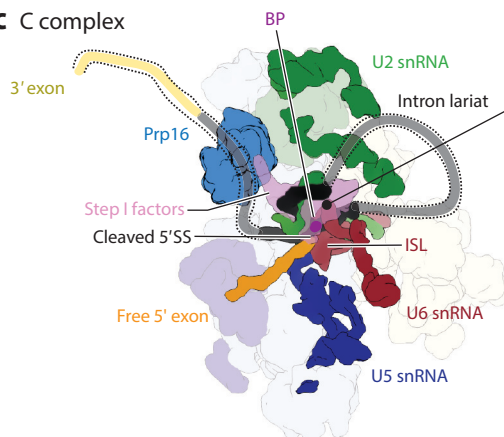 c C complex
BP
U2 snRNA
3′ exon
Intron lariat
Prp16
Step I factors
Cleaved 5′SS
ISL
Free 5′ exon
U6 snRNA
U5 snRNA